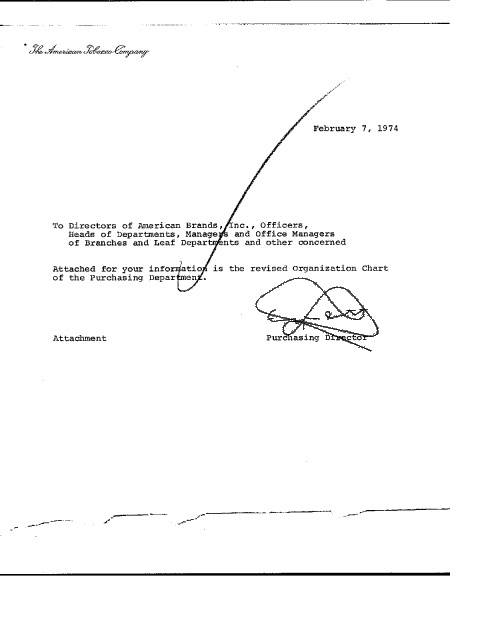 The American Tobacco Company
February 7, 1974
To Directors of American Brands, Inc., Officers,
Heads of Departments, Managers and Office Managers
of Branches and Leaf Departments and other concerned
Attached for your information is the revised Organization Chart
of the Purchasing Department.
Purchasing Director
Attachment